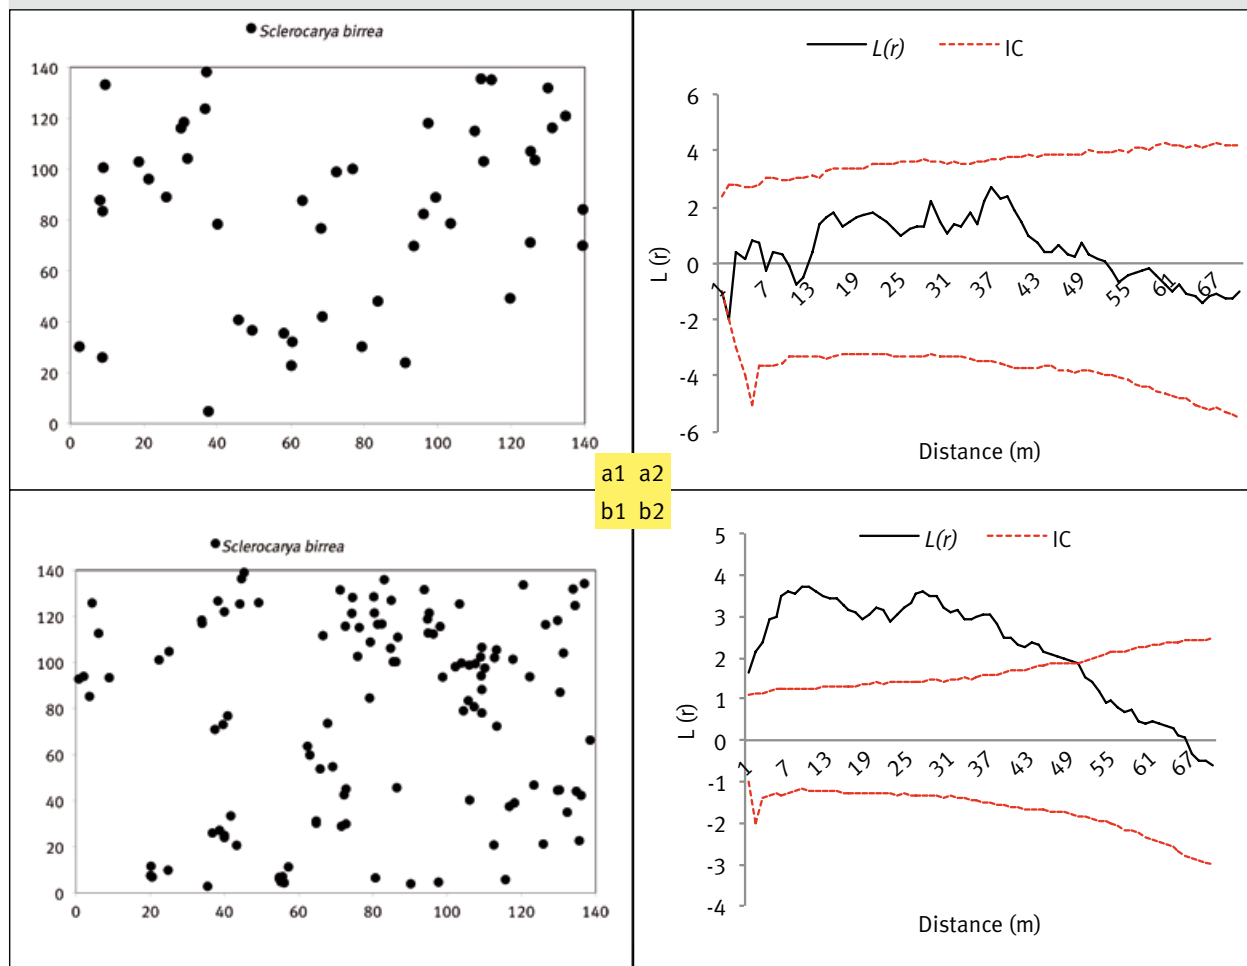 Sclerocarya birrea
140
120
100
80
60
40
20
0
0 20 40 60 80 100 120 140
L(r) IC
6
4
2
0
-2
-4
-6
L (r)
1 7 13 19 25 31 37 43 49 55 61 67
Distance (m)
a1 a2
b1 b2
Sclerocarya birrea
140
120
100
80
60
40
20
0
0 20 40 60 80 100 120 140
L(r) IC
5
4
3
2
1
0
-1
-2
-3
-4
L (r)
1 7 13 19 25 31 37 43 49 55 61 67
Distance (m)